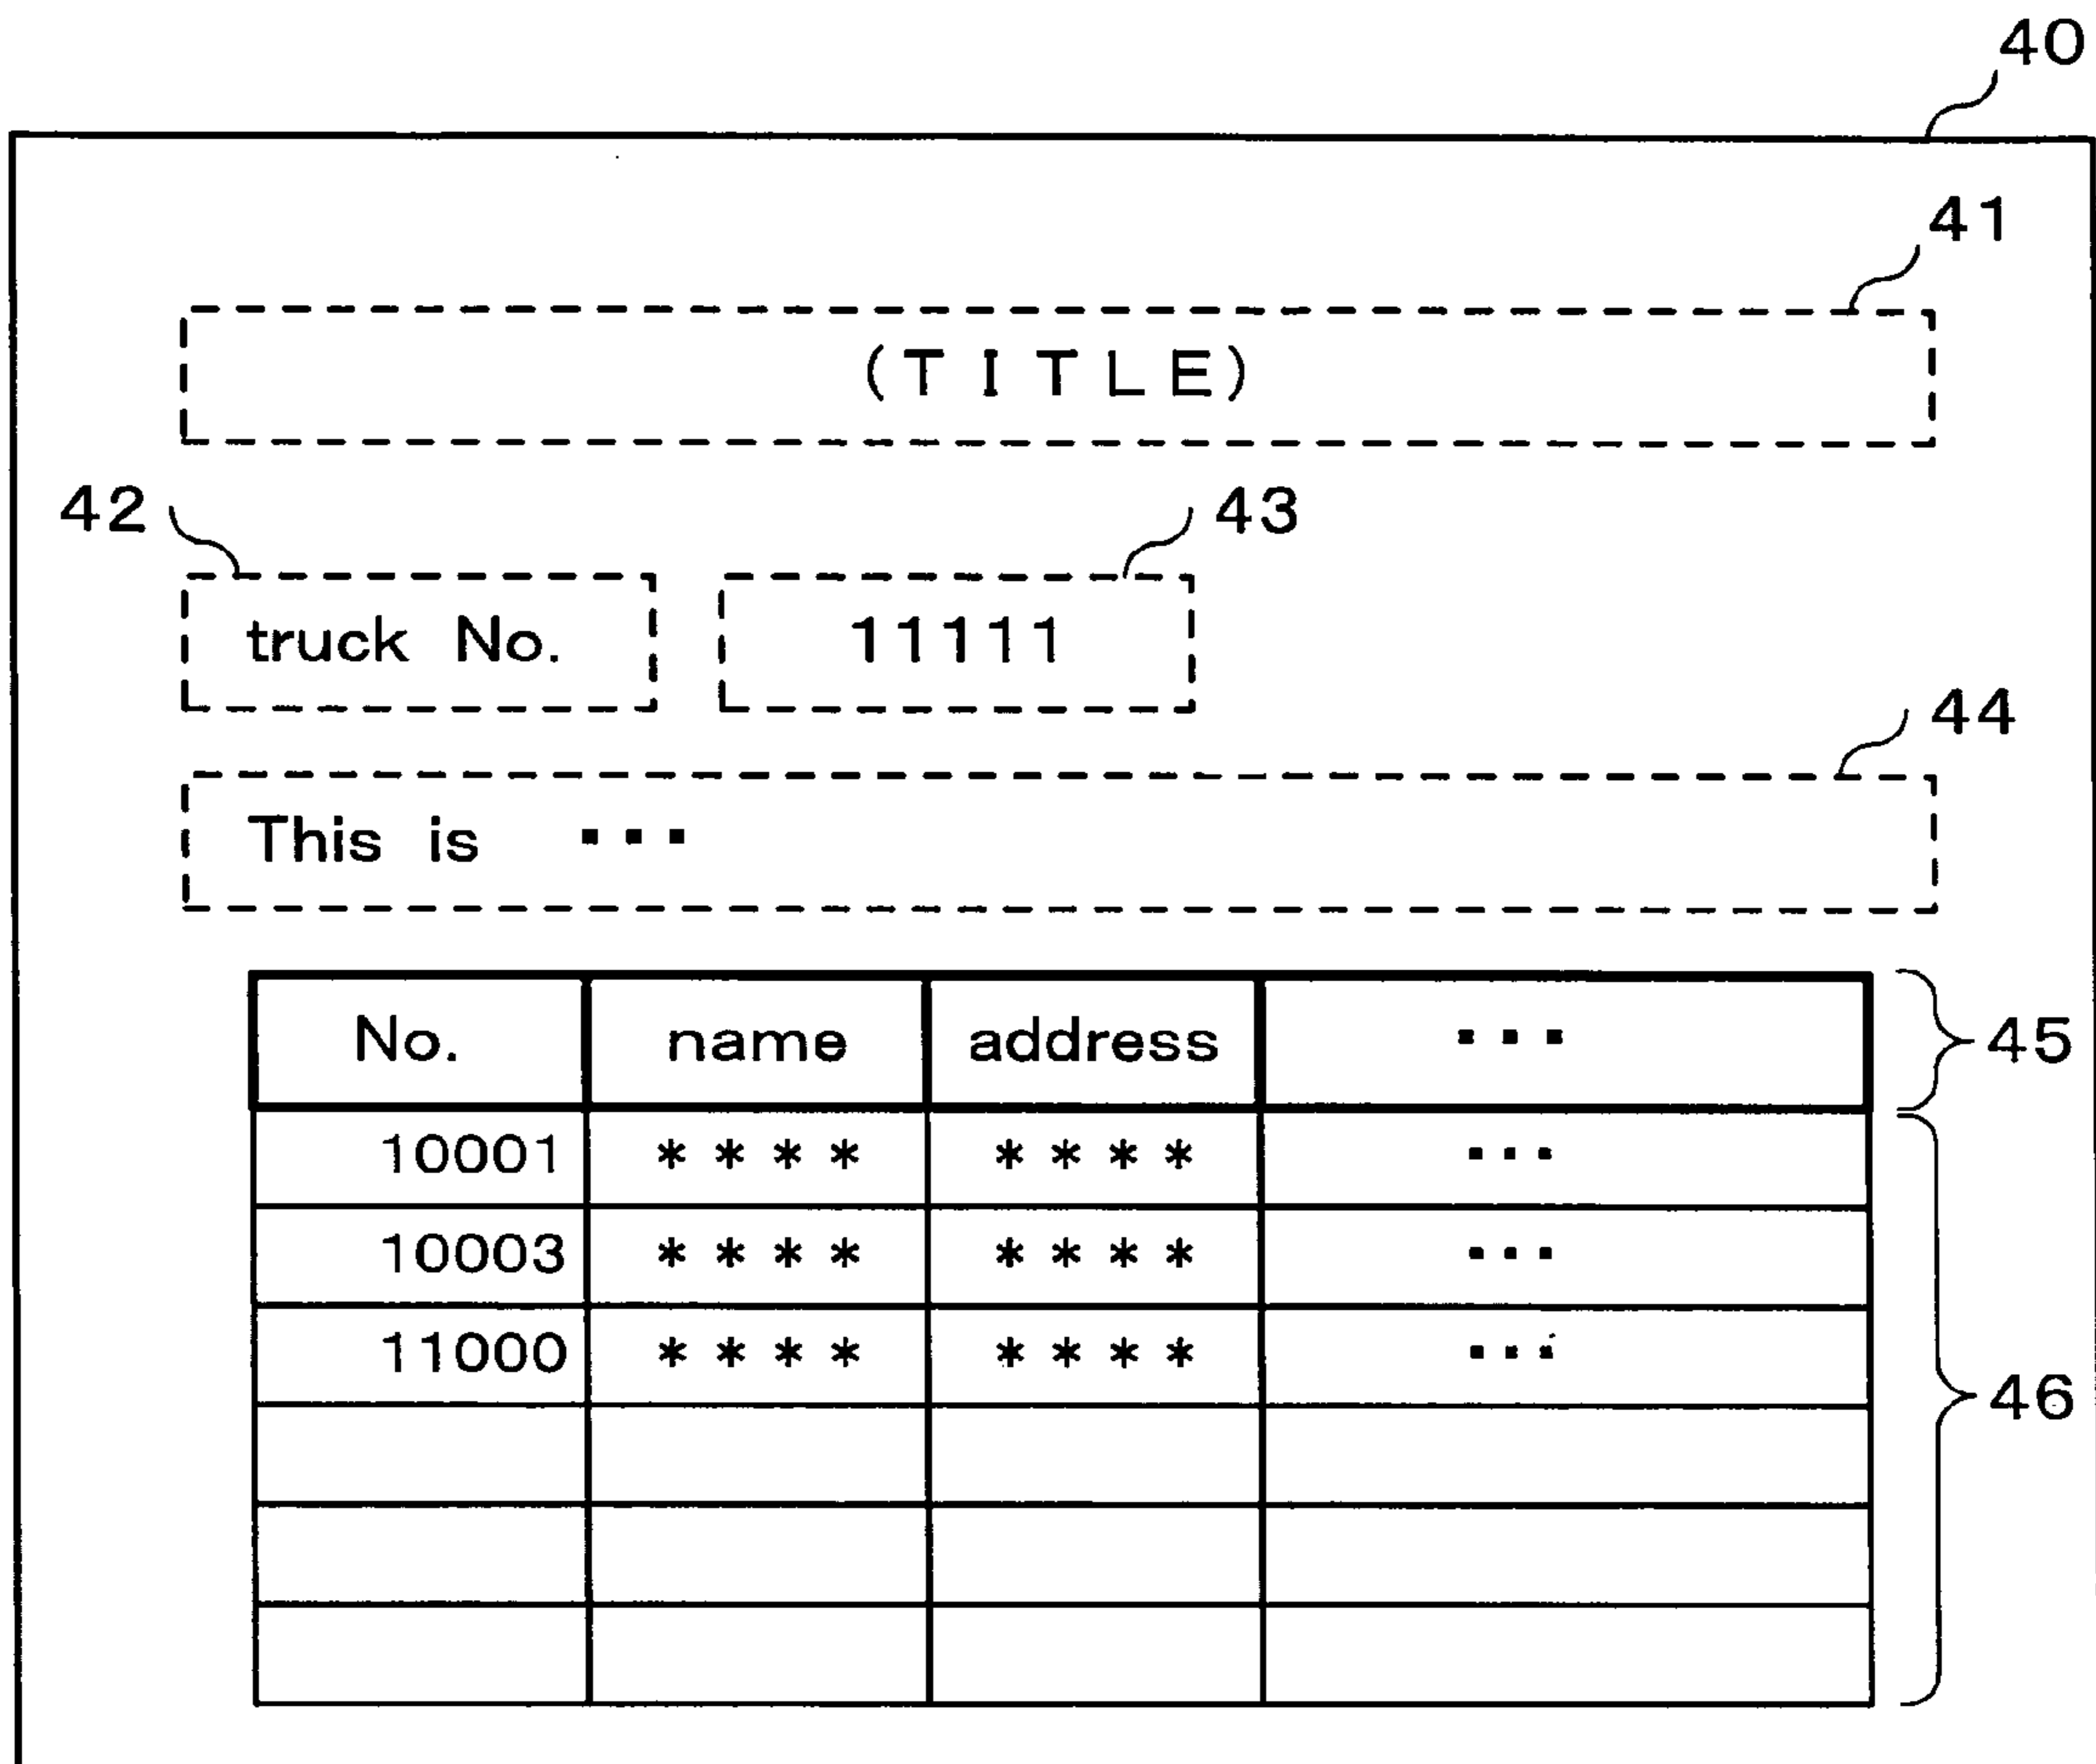 40
41
(TITLE)
42 43
truck No. 11111
44
This is ・・・
No. name address ・・・ 45
10001 **** **** ・・・
10003 **** **** ・・・
11000 **** **** ・・・
46